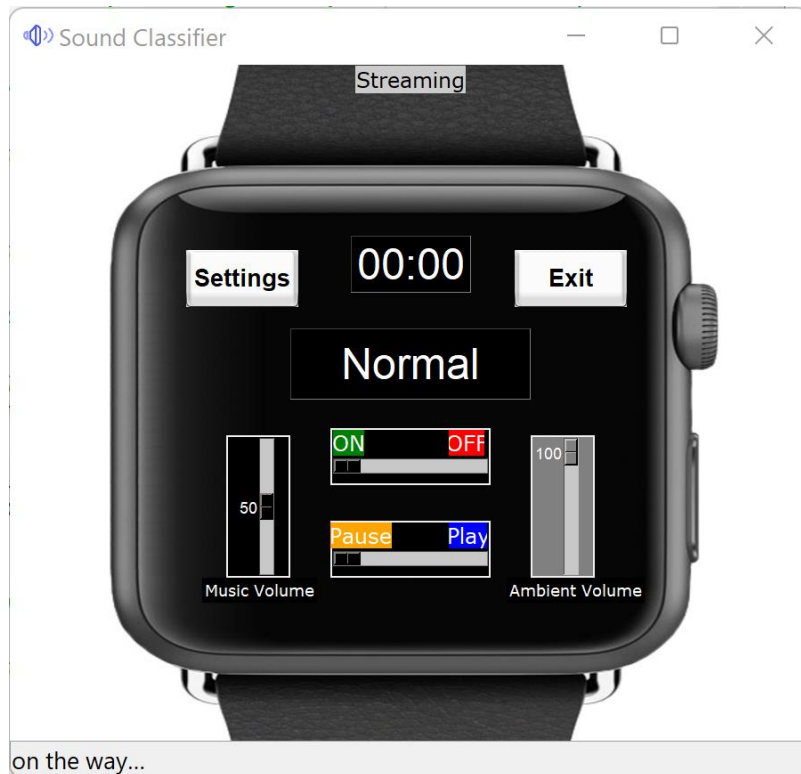 Sound Classifier
Streaming
Settings
00:00
Exit
Normal
ON OFF
50
100
Pause Play
Music Volume
Ambient Volume
on the way...